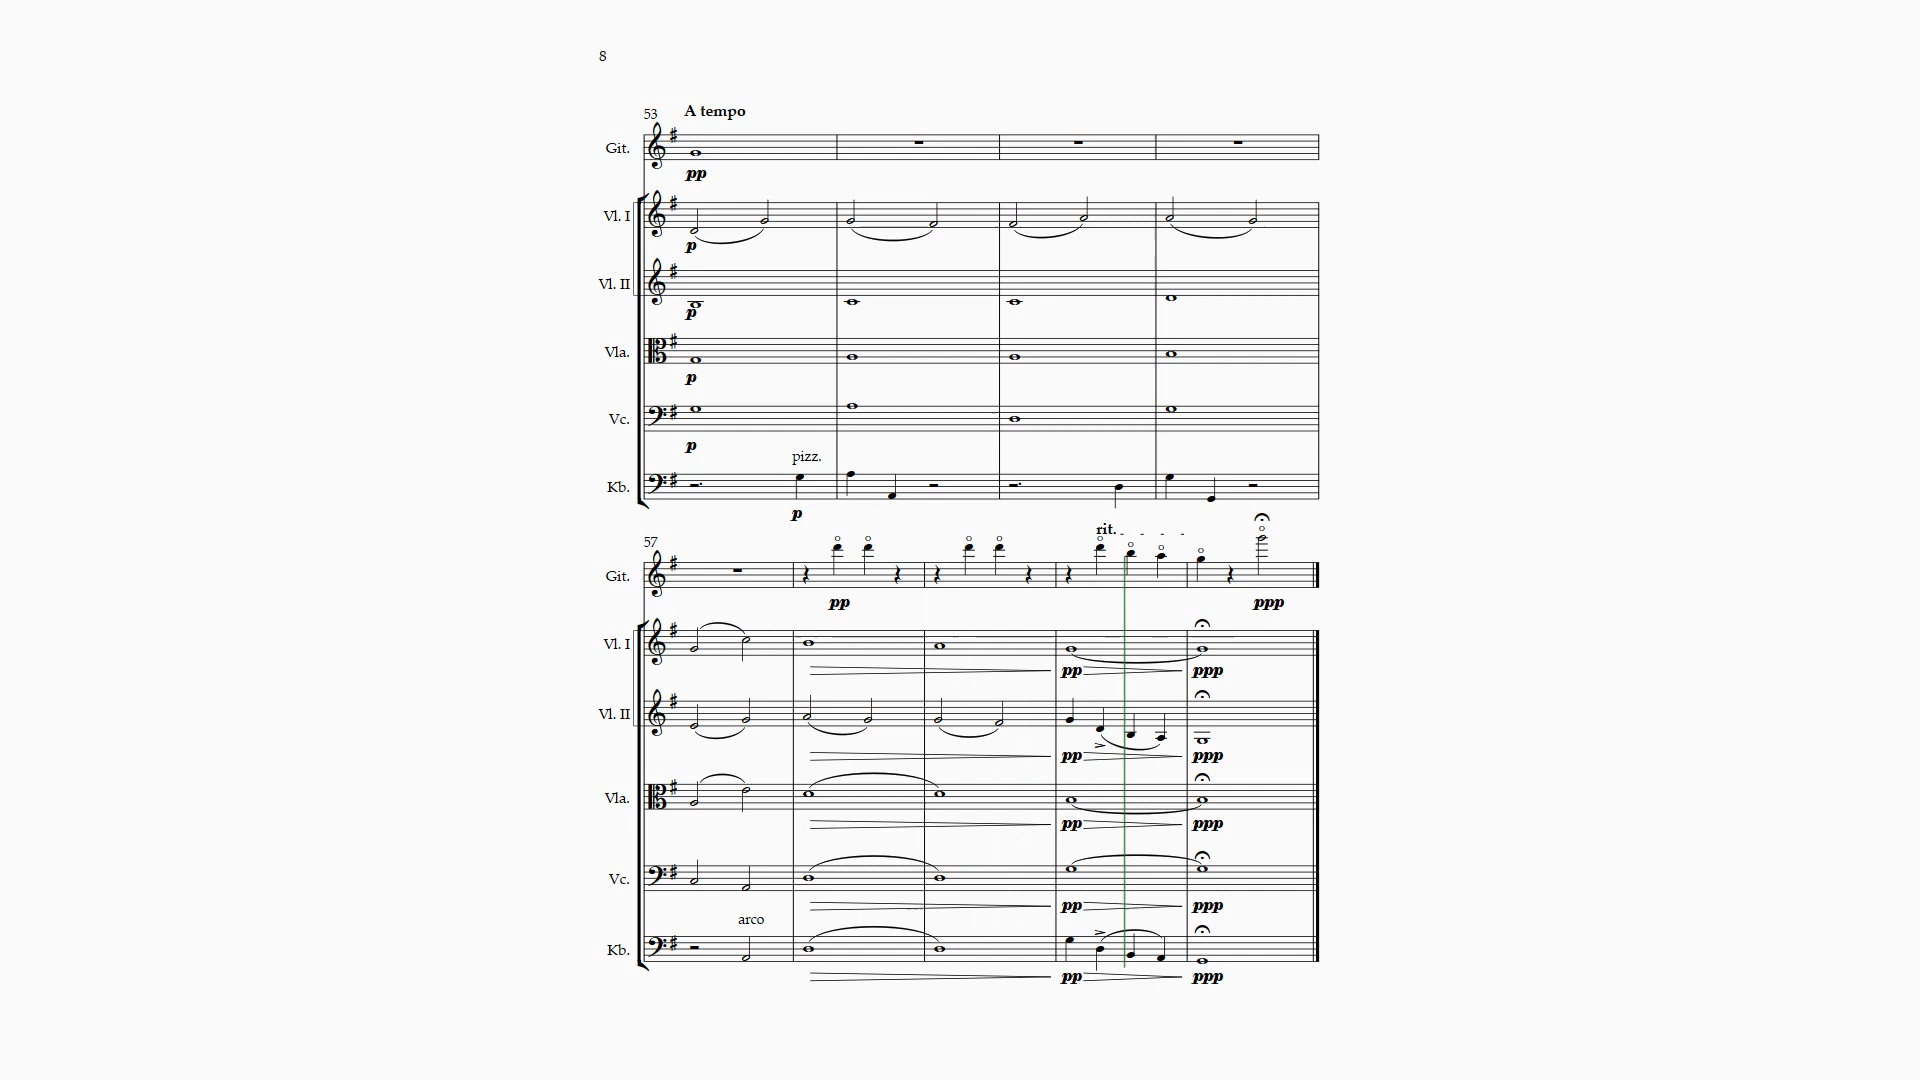 8
53 A tempo
Git.
pp
Vl. I
p
Vl. II
p
Vla.
p
Vc.
p
pizz.
Kb.
p
rit.
57
Git.
pp ppp
Vl. I
pp ppp
Vl. II
pp ppp
Vla.
pp ppp
Vc.
pp ppp
arco
Kb.
pp ppp